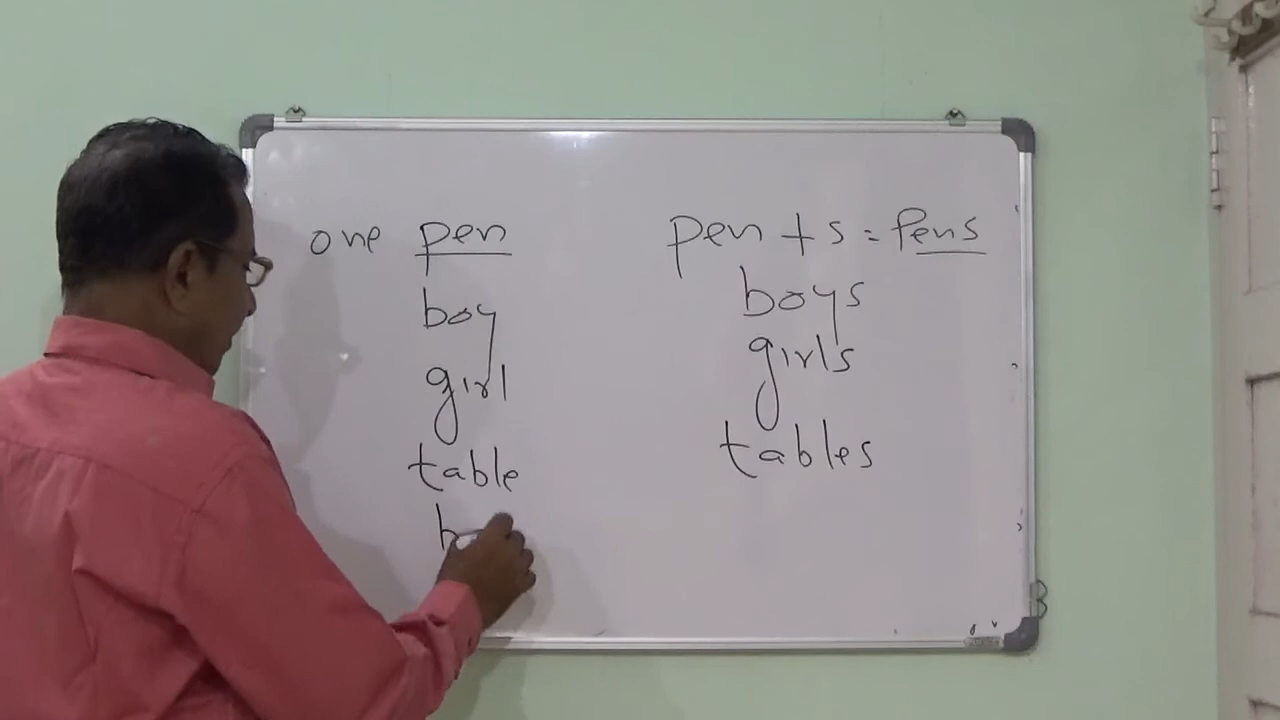 one pen pen + s = Pens
boy boys
girl girls
table tables